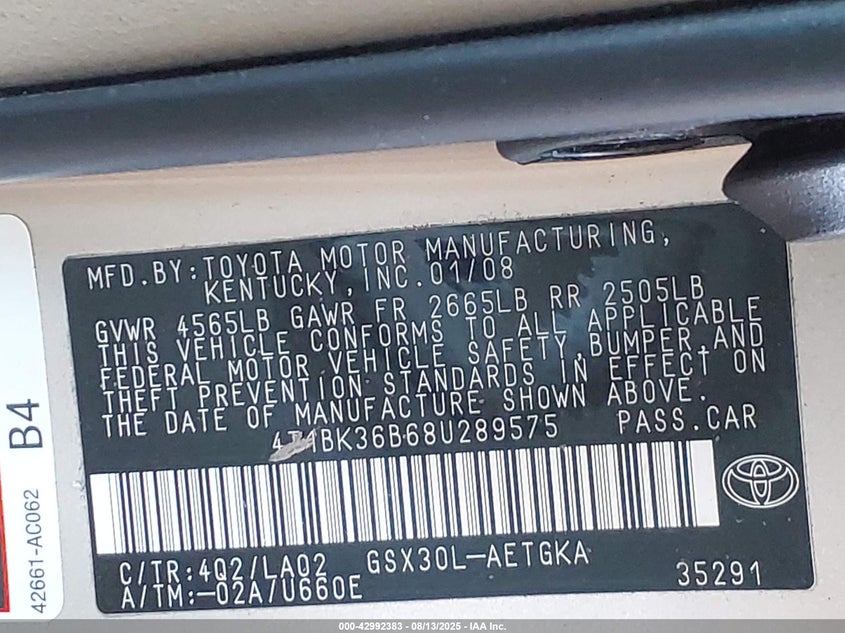 MFD.BY:TOYOTA MOTOR MANUFACTURING,
KENTUCKY,INC.01/08
GVWR 4565LB GAWR FR 2665LB RR 2505LB
THIS VEHICLE CONFORMS TO ALL APPLICABLE
FEDERAL MOTOR VEHICLE SAFETY,BUMPER,AND
THEFT PREVENTION STANDARDS IN EFFECT ON
THE DATE OF MANUFACTURE SHOWN ABOVE.
4T1BK36B68U289575 PASS.CAR
C/TR:4Q2/LA02 GSX30L-AETGKA
A/TM:-02A/U660E 35291
B4
42661-AC062
000-42992383 - 08/13/2025 - IAA Inc.